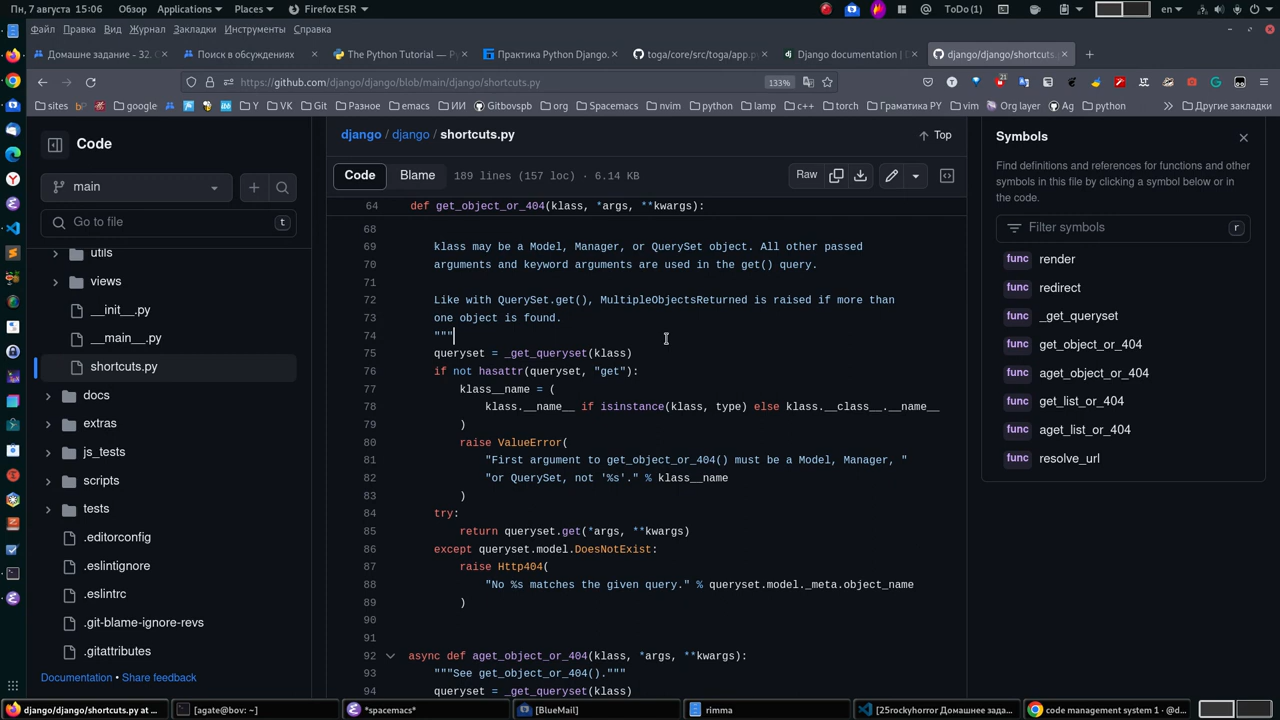 Пн, 7 августа 15:06
Обзор
Applications
Places
Firefox ESR
ToDo(1)
en
Файл Правка Вид Журнал Закладки Инструменты Справка
Домашне задание - 32.
Поиск в обсуждениях
The Python Tutorial —
Практика Python Django.
toga/core/src/toga/app.p
Django documentation |
django/django/shortcuts.
https://github.com/django/django/blob/main/django/shortcuts.py
133%
21
sites
google
Y
VK
Git
Разное
emacs
ИИ
Gitbovspb
org
Spacemacs
nvim
python
lamp
c++
torch
Граматика РУ
vim
Org layer
Ag
python
Другие закладки
Code
main
Go to file
t
utils
views
__init__.py
__main__.py
shortcuts.py
docs
extras
js_tests
scripts
tests
.editorconfig
.eslintignore
.eslintrc
.git-blame-ignore-revs
.gitattributes
Documentation • Share feedback
django / django / shortcuts.py
Top
Code
Blame
189 lines (157 loc) · 6.14 KB
Raw
64 def get_object_or_404(klass, *args, **kwargs):
68
69 klass may be a Model, Manager, or QuerySet object. All other passed
70 arguments and keyword arguments are used in the get() query.
71
72 Like with QuerySet.get(), MultipleObjectsReturned is raised if more than
73 one object is found.
74 """
75 queryset = _get_queryset(klass)
76 if not hasattr(queryset, "get"):
77 klass__name = (
78 klass.__name__ if isinstance(klass, type) else klass.__class__.__name__
79 )
80 raise ValueError(
81 "First argument to get_object_or_404() must be a Model, Manager, "
82 "or QuerySet, not '%s'." % klass__name
83 )
84 try:
85 return queryset.get(*args, **kwargs)
86 except queryset.model.DoesNotExist:
87 raise Http404(
88 "No %s matches the given query." % queryset.model._meta.object_name
89 )
90
91
92 async def aget_object_or_404(klass, *args, **kwargs):
93 """See get_object_or_404()."""
94 queryset = _get_queryset(klass)
Symbols
Find definitions and references for functions and other
symbols in this file by clicking a symbol below or in
the code.
Filter symbols
r
func render
func redirect
func _get_queryset
func get_object_or_404
func aget_object_or_404
func get_list_or_404
func aget_list_or_404
func resolve_url
django/django/shortcuts.py at ...
[agate@bov: ~]
*spacemacs*
[BlueMail]
rimma
[25rockyhorror Домашнее зада...
code management system 1 · @d...